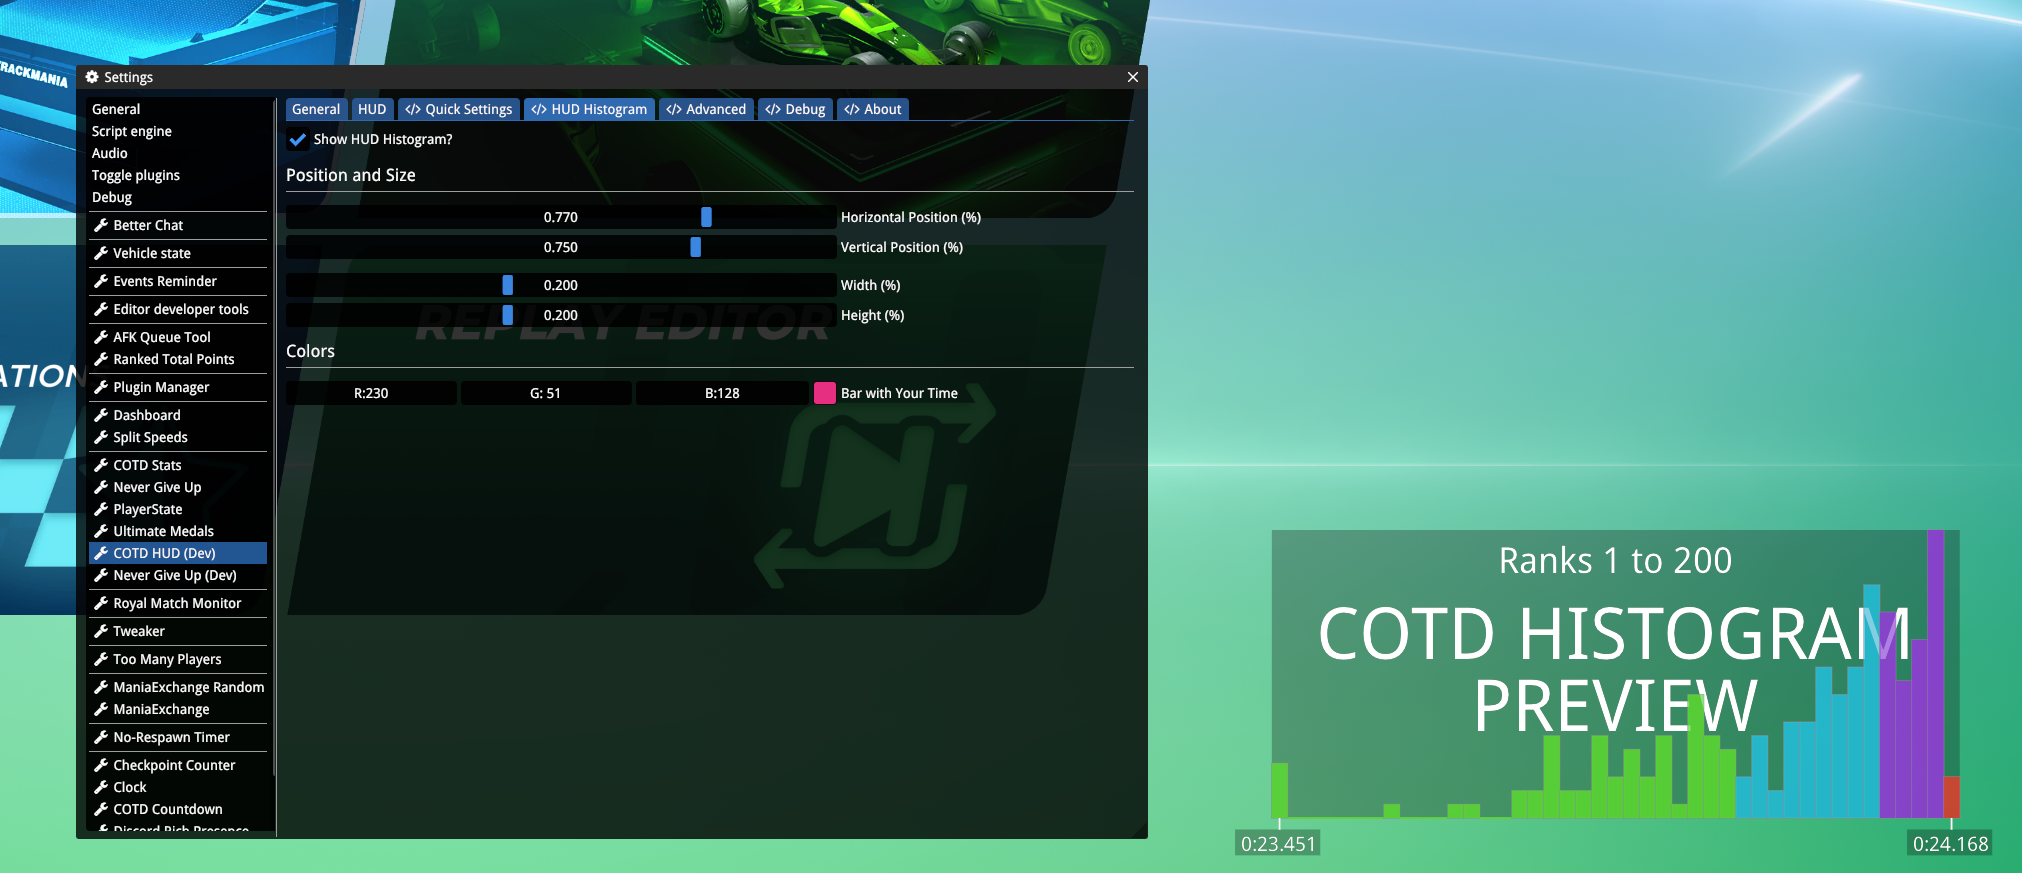 TRACKMANIA
Settings
General
Script engine
Audio
Toggle plugins
Debug
Better Chat
Vehicle state
Events Reminder
Editor developer tools
AFK Queue Tool
Ranked Total Points
Plugin Manager
Dashboard
Split Speeds
COTD Stats
Never Give Up
PlayerState
Ultimate Medals
COTD HUD (Dev)
Never Give Up (Dev)
Royal Match Monitor
Tweaker
Too Many Players
ManiaExchange Random
ManiaExchange
No-Respawn Timer
Checkpoint Counter
Clock
COTD Countdown
Discord Rich Presence
General HUD </> Quick Settings </> HUD Histogram </> Advanced </> Debug </> About
Show HUD Histogram?
Position and Size
0.770 Horizontal Position (%)
0.750 Vertical Position (%)
0.200 Width (%)
0.200 Height (%)
REPLAY EDITOR
Colors
R:230 G: 51 B:128 Bar with Your Time
Ranks 1 to 200
COTD HISTOGRAM
PREVIEW
0:23.451 0:24.168